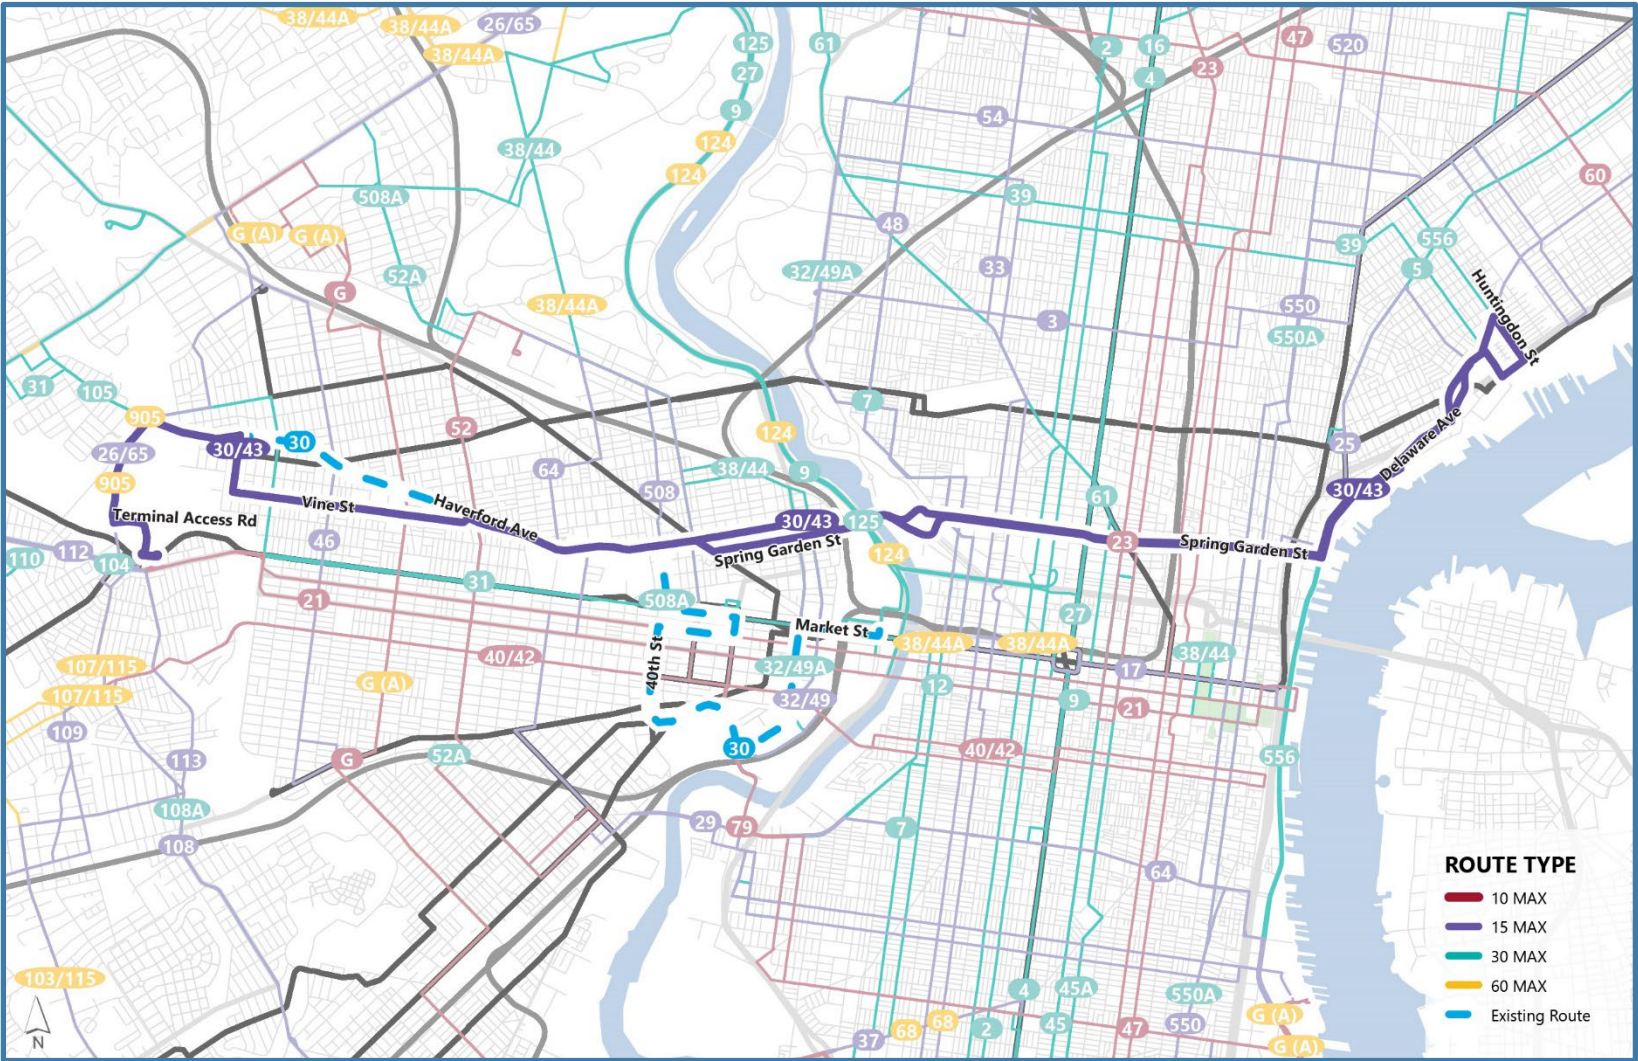 38/44A
38/44A
26/65
38/44A
125
61
27
9
124
124
2
16
4
47
23
520
54
60
38/44
508A
39
48
39
556
5
G (A)
G (A)
52A
G
38/44A
32/49A
33
3
550
550A
Huntingdon St
31
105
905
26/65
905
30/43
30
52
7
124
64
38/44
9
508
25
Delaware Ave
30/43
61
Vine St
Haverford Ave
Terminal Access Rd
46
30/43
125
Spring Garden St
23
Spring Garden St
124
110
112
104
31
21
508A
27
Market St
38/44A
38/44A
38/44
40th St
107/115
107/115
40/42
G (A)
32/49A
32/49
12
17
9
21
109
113
G
52A
30
40/42
556
108A
108
29
79
7
64
103/115
4
45A
550A
G (A)
37
68
68
2
45
47
550
G (A)
N
ROUTE TYPE
10 MAX
15 MAX
30 MAX
60 MAX
Existing Route